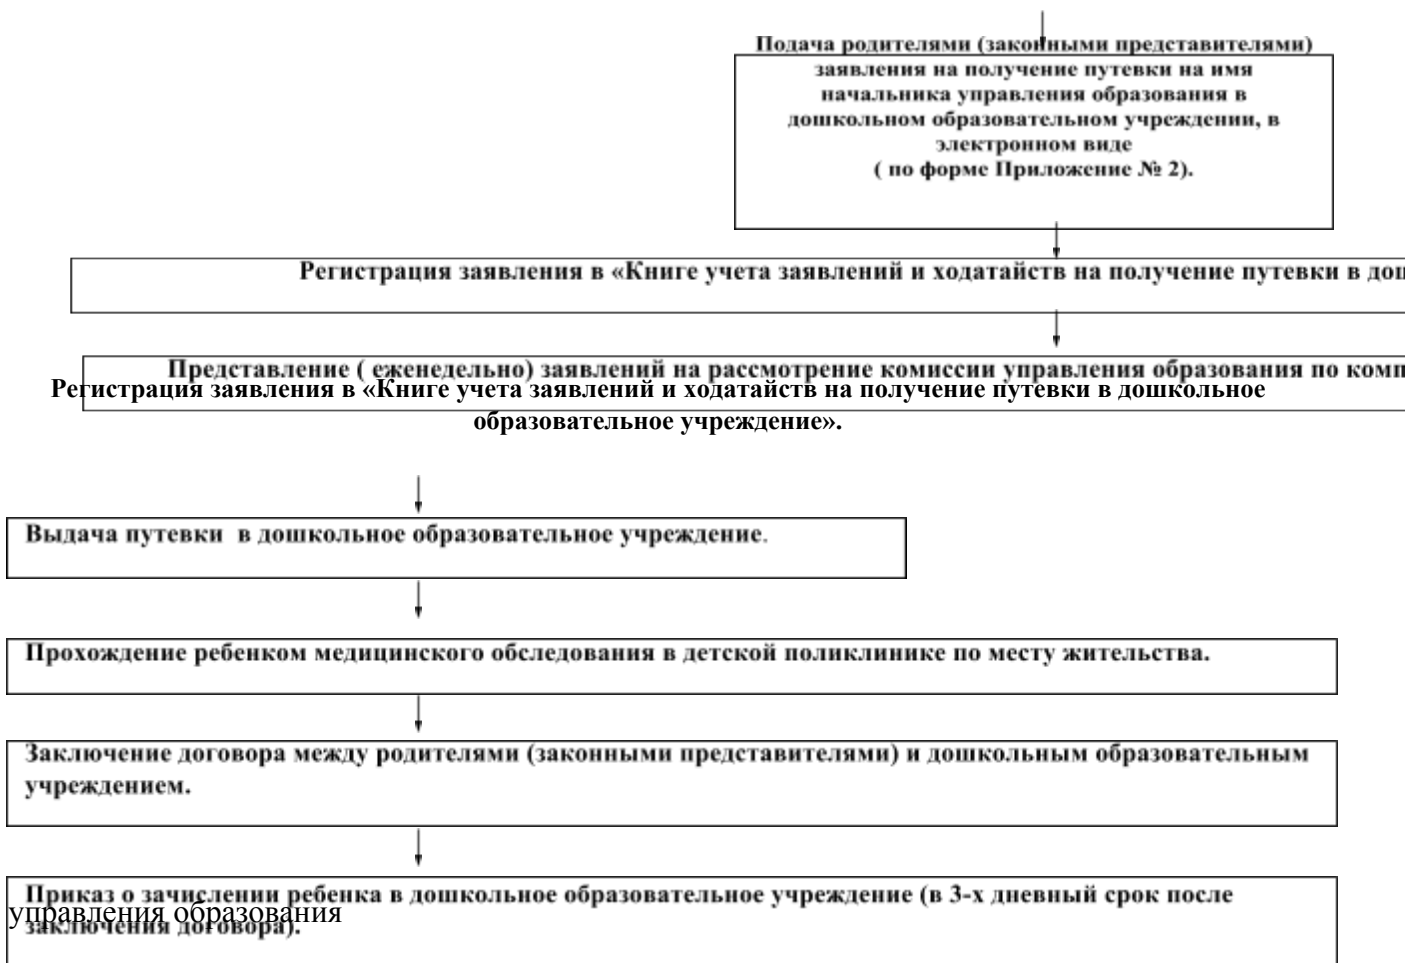 Подача родителями (законными представителями)
заявления на получение путевки на имя
начальника управления образования в
дошкольном образовательном учреждении, в
электронном виде
( по форме Приложение № 2).
Регистрация заявления в «Книге учета заявлений и ходатайств на получение путевки в дош
Представление ( еженедельно) заявлений на рассмотрение комиссии управления образования по комп
Регистрация заявления в «Книге учета заявлений и ходатайств на получение путевки в дошкольное
образовательное учреждение».
Выдача путевки в дошкольное образовательное учреждение.
Прохождение ребенком медицинского обследования в детской поликлинике по месту жительства.
Заключение договора между родителями (законными представителями) и дошкольным образовательным
учреждением.
Приказ о зачислении ребенка в дошкольное образовательное учреждение (в 3-х дневный срок после
управления образования
заключения договора).